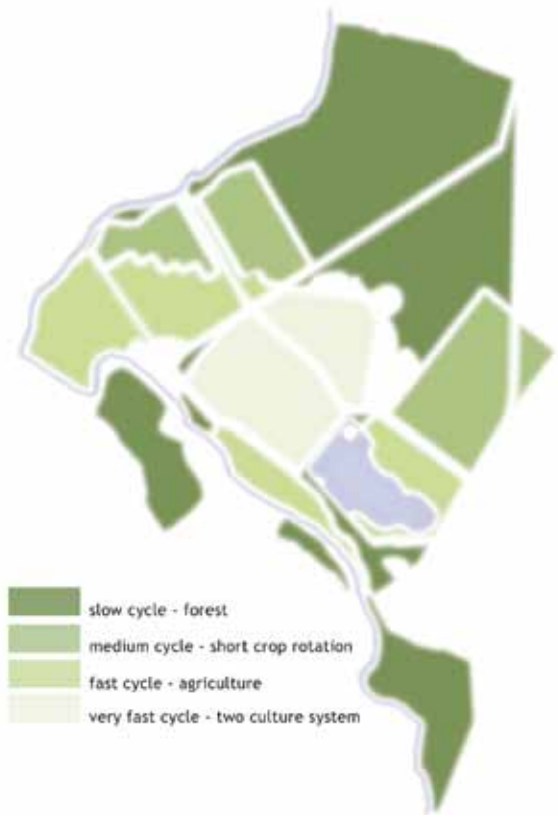 slow cycle - forest
medium cycle - short crop rotation
fast cycle - agriculture
very fast cycle - two culture system